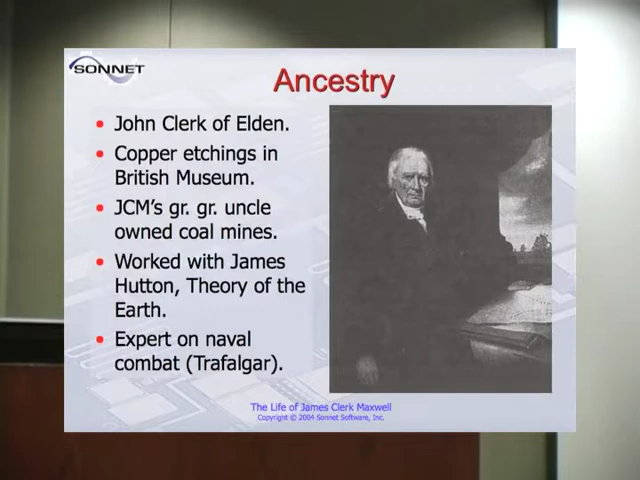 SONNET
Ancestry
John Clerk of Elden.
Copper etchings in
British Museum.
JCM's gr. gr. uncle
owned coal mines.
Worked with James
Hutton, Theory of the
Earth.
Expert on naval
combat (Trafalgar).
The Life of James Clerk Maxwell
Copyright © 2004 Sonnet Software, Inc.